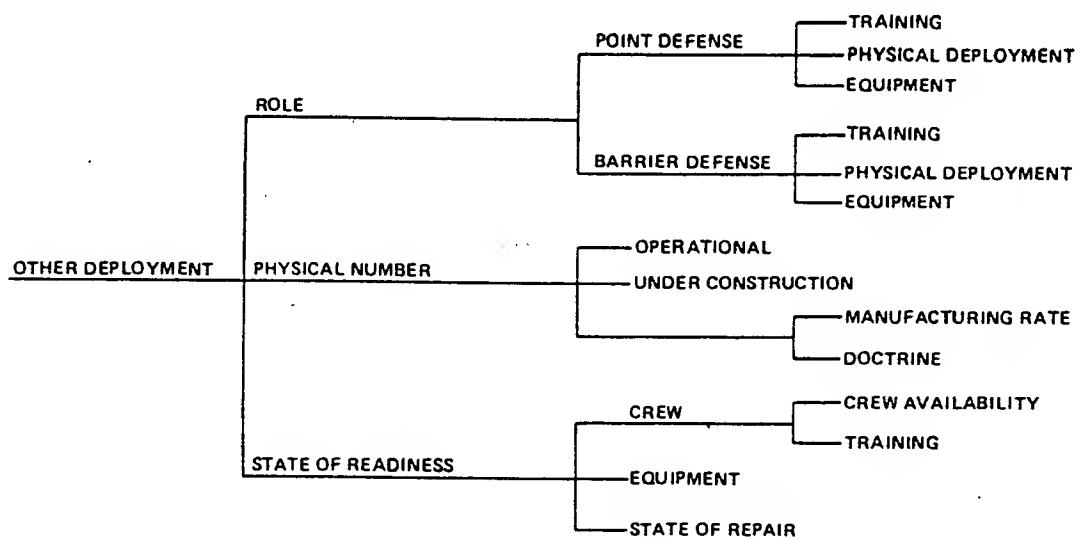 TRAINING
POINT DEFENSE
PHYSICAL DEPLOYMENT
EQUIPMENT
ROLE
TRAINING
BARRIER DEFENSE
PHYSICAL DEPLOYMENT
EQUIPMENT
OPERATIONAL
OTHER DEPLOYMENT
PHYSICAL NUMBER
UNDER CONSTRUCTION
MANUFACTURING RATE
DOCTRINE
CREW
CREW AVAILABILITY
TRAINING
STATE OF READINESS
EQUIPMENT
STATE OF REPAIR